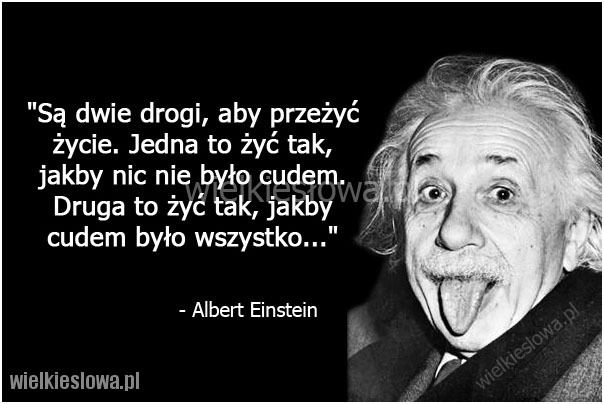 "Są dwie drogi, aby przeżyć
życie. Jedna to żyć tak,
jakby nic nie było cudem.
Druga to żyć tak, jakby
cudem było wszystko..."
- Albert Einstein
wielkieslowa.pl
wielkieslowa.pl
wielkieslowa.pl